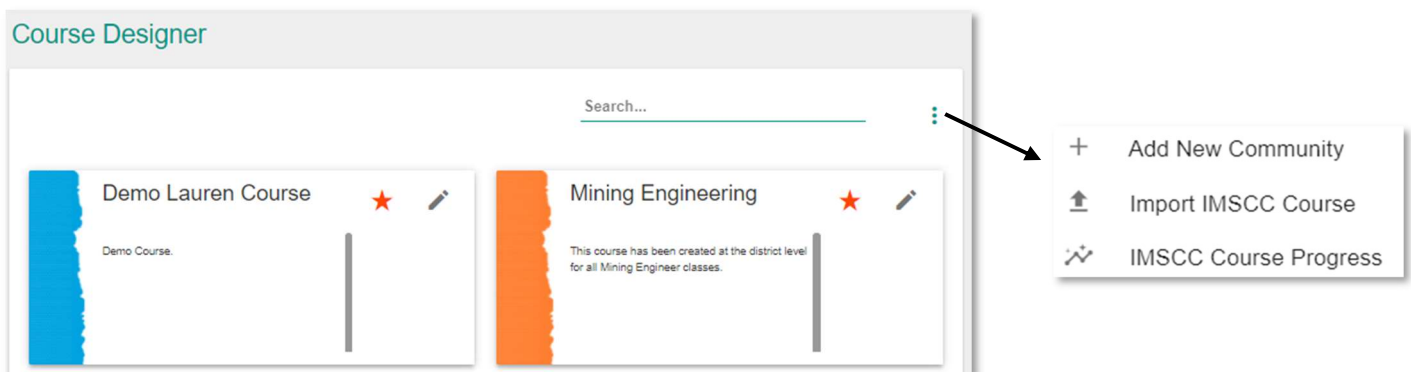 Course Designer
Search...
Add New Community
Import IMSCC Course
IMSCC Course Progress
Demo Lauren Course
Demo Course.
Mining Engineering
This course has been created at the district level
for all Mining Engineer classes.